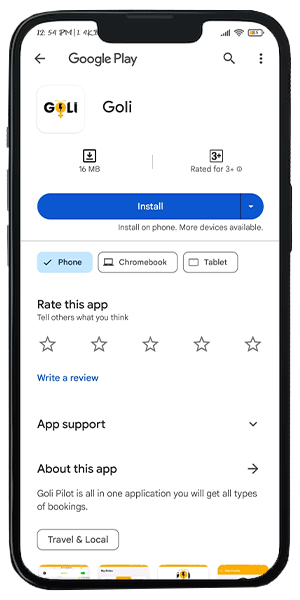 12:54 PM | 1.4K
Google Play
GOLI
Goli
16 MB
3+
Rated for 3+
Install
Install on phone. More devices available.
Phone
Chromebook
Tablet
Rate this app
Tell others what you think
Write a review
App support
About this app
Goli Pilot is all in one application you will get all types
of bookings.
Travel & Local